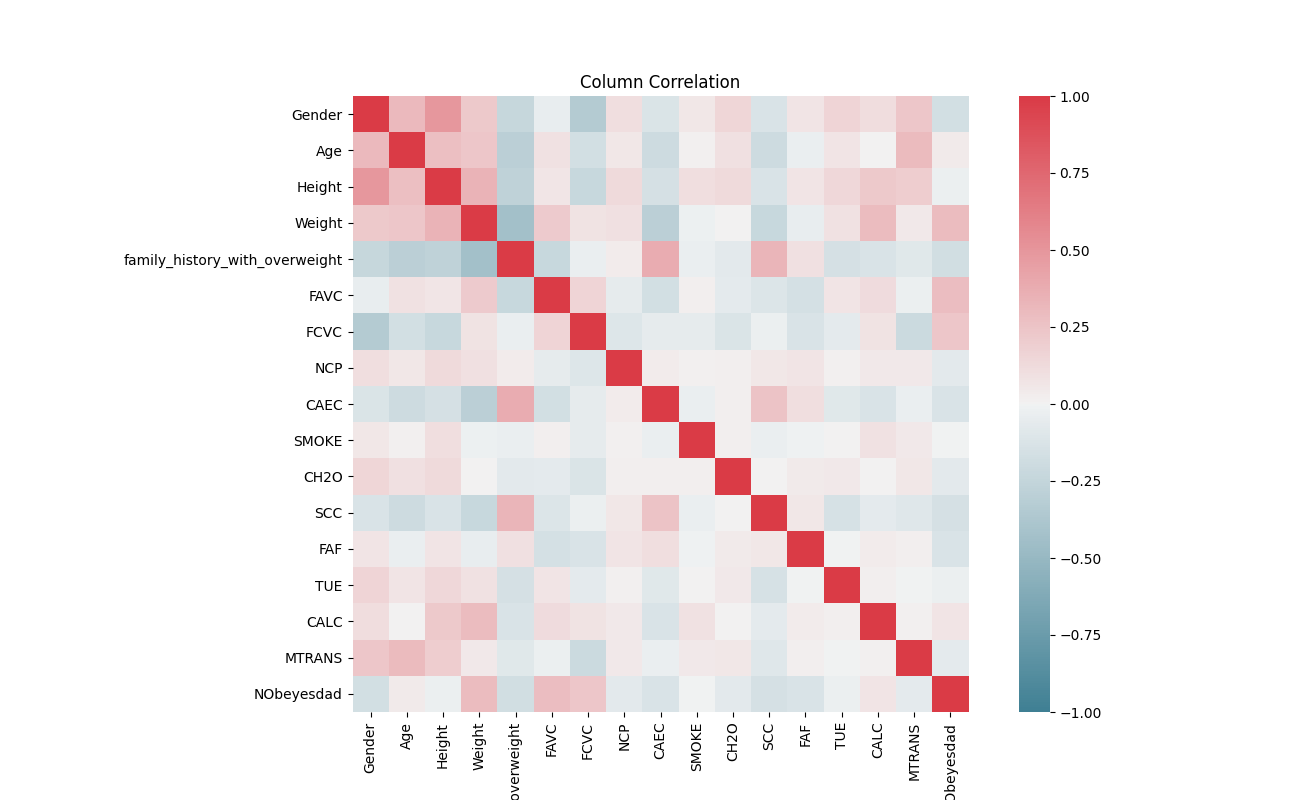 Column Correlation
Gender
Age
Height
Weight
family_history_with_overweight
FAVC
FCVC
NCP
CAEC
SMOKE
CH2O
SCC
FAF
TUE
CALC
MTRANS
NObeyesdad
Gender
Age
Height
Weight
overweight
FAVC
FCVC
NCP
CAEC
SMOKE
CH2O
SCC
FAF
TUE
CALC
MTRANS
Obeyesdad
1.00
0.75
0.50
0.25
0.00
−0.25
−0.50
−0.75
−1.00